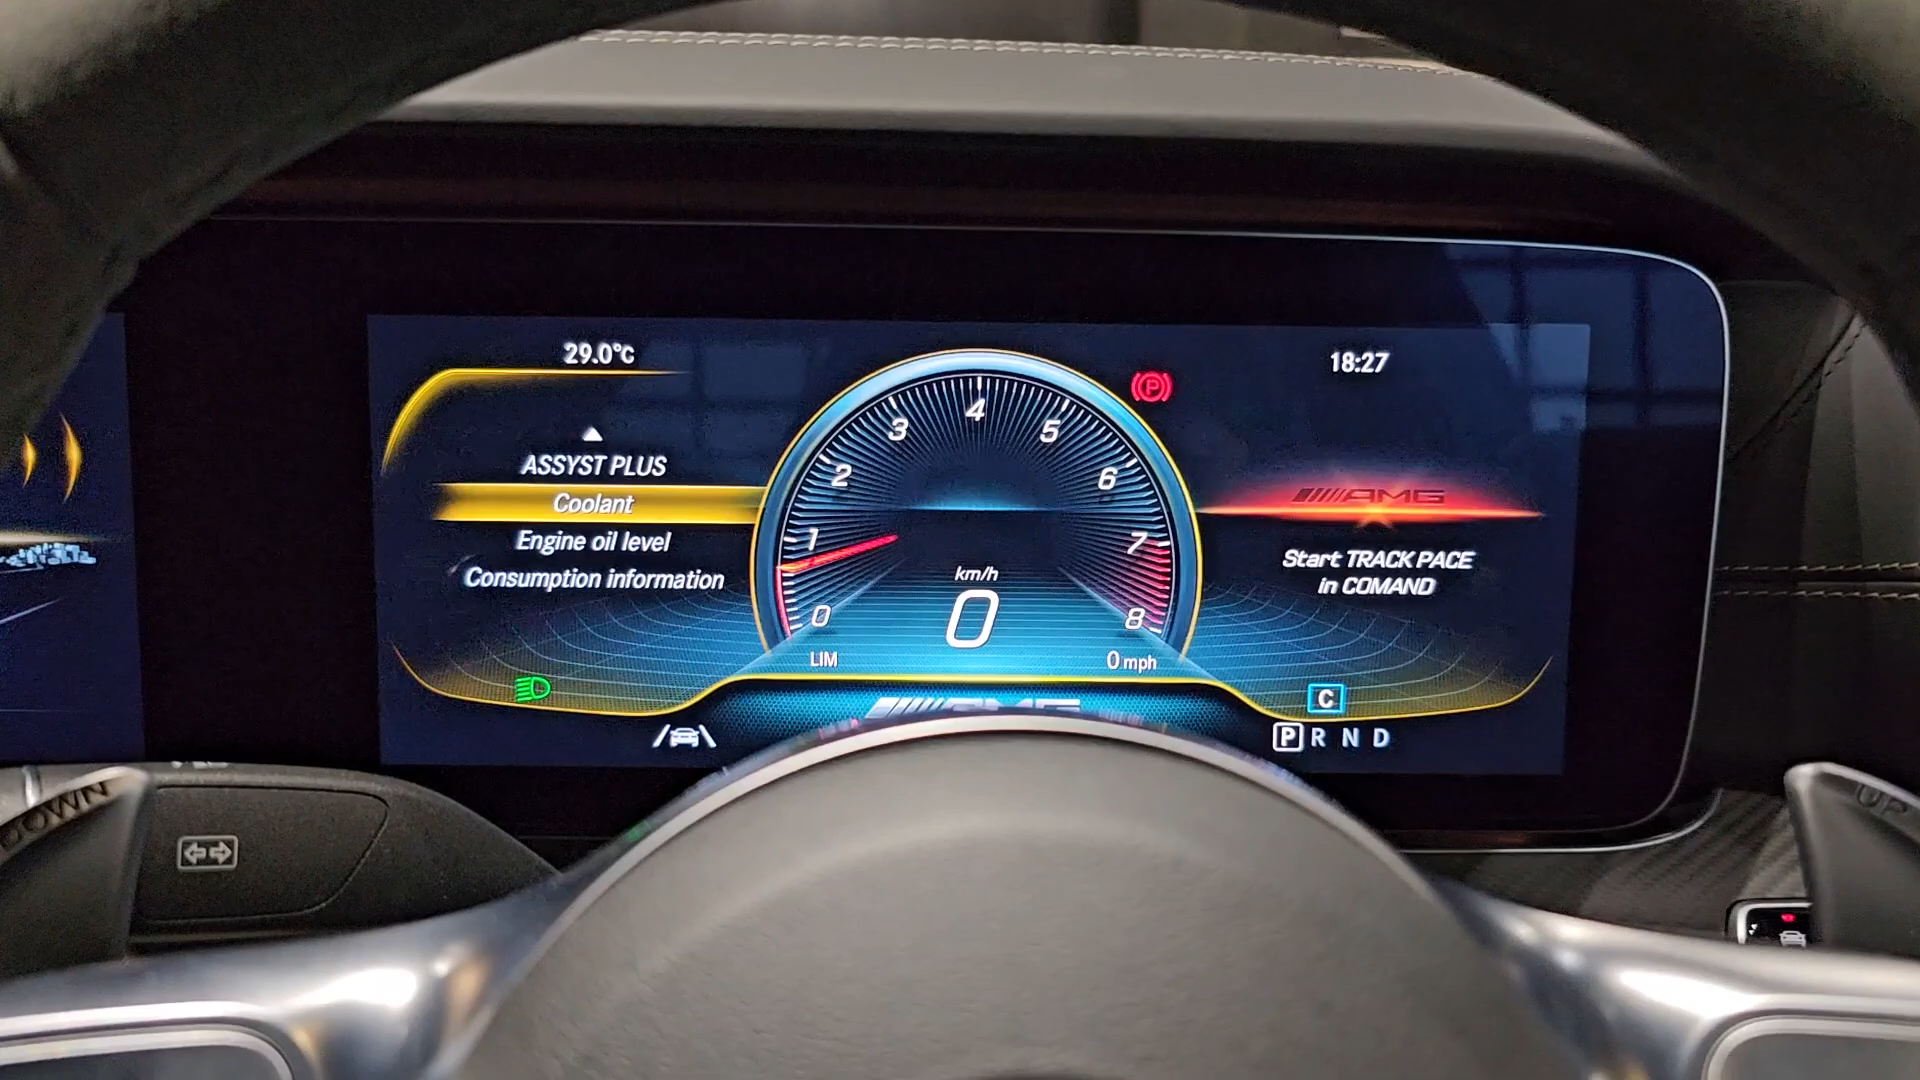 29.0°C
18:27
ASSYST PLUS
Coolant
Engine oil level
Consumption information
0
1
2
3
4
5
6
7
8
km/h
0
LIM
0 mph
AMG
Start TRACK PACE
in COMAND
AMG
C
P R N D
DOWN
UP